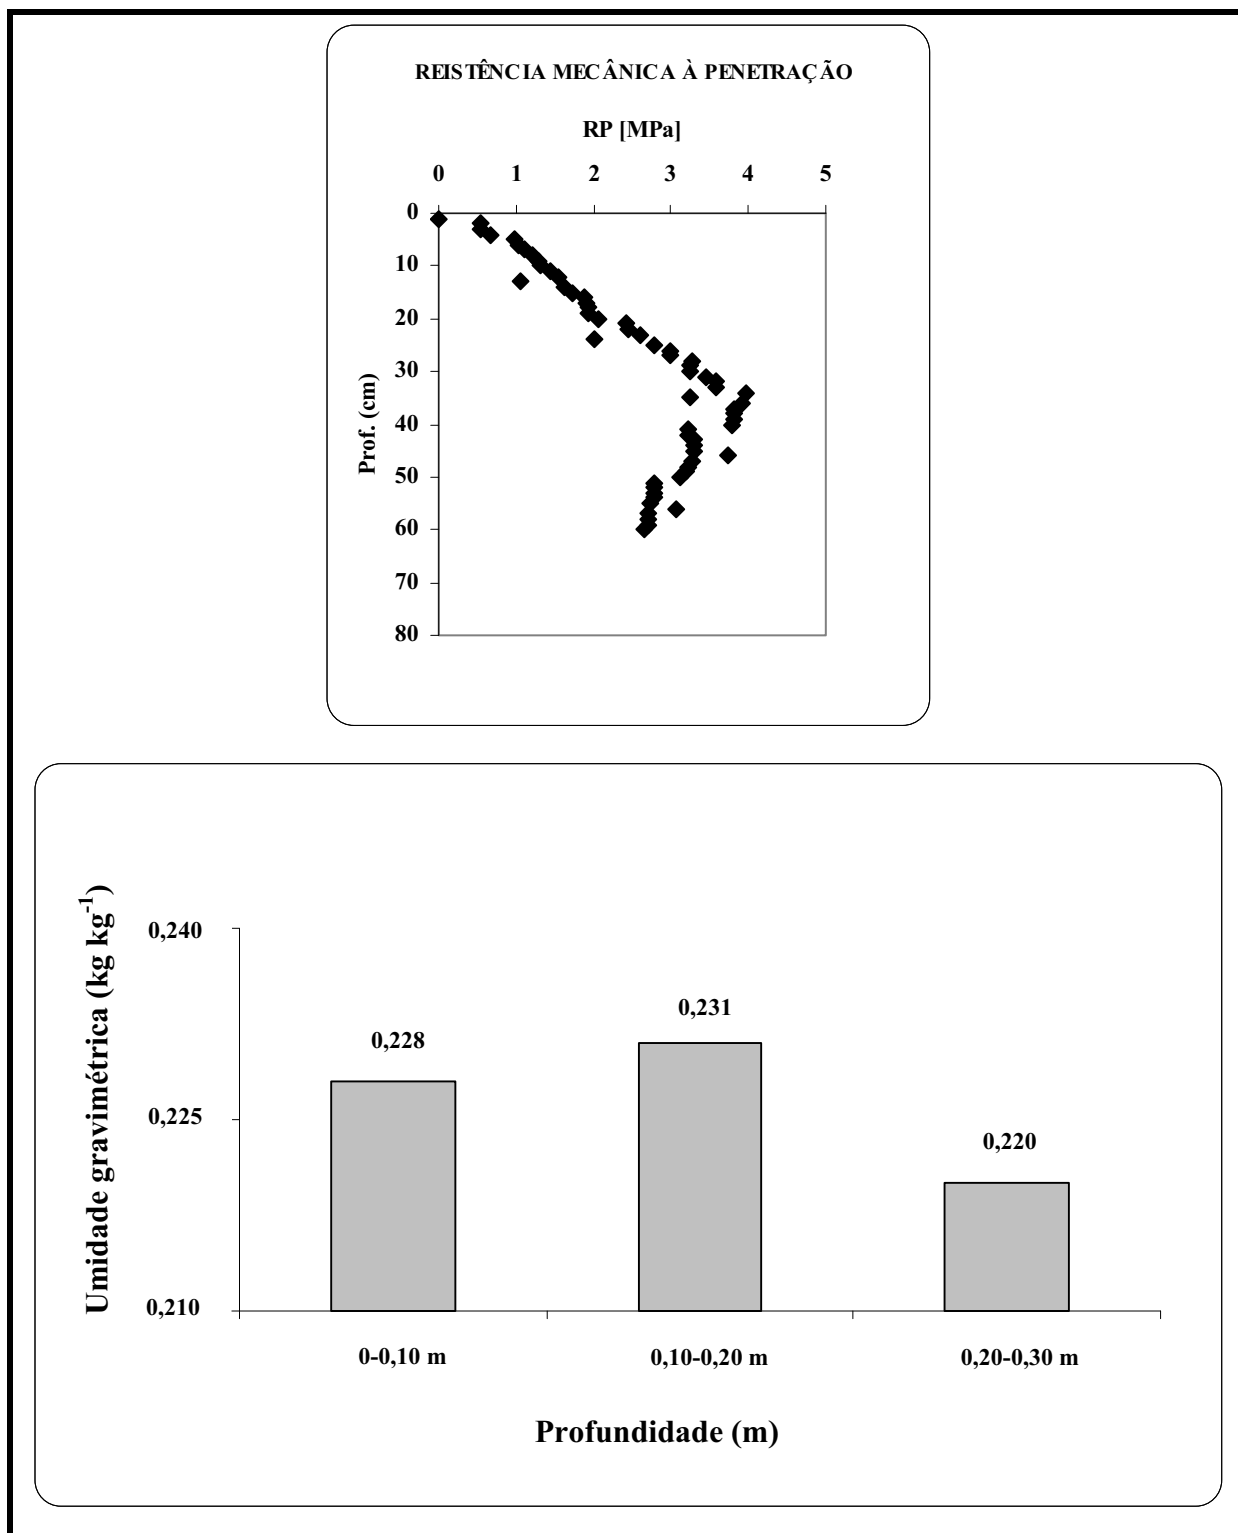 REISTÊNCIA MECÂNICA À PENETRAÇÃO
RP [MPa]
0 1 2 3 4 5
0
10
20
30
40
50
60
70
80
Prof. (cm)
Umidade gravimétrica (kg kg⁻¹)
0,240
0,225
0,210
0,228
0,231
0,220
0-0,10 m 0,10-0,20 m 0,20-0,30 m
Profundidade (m)